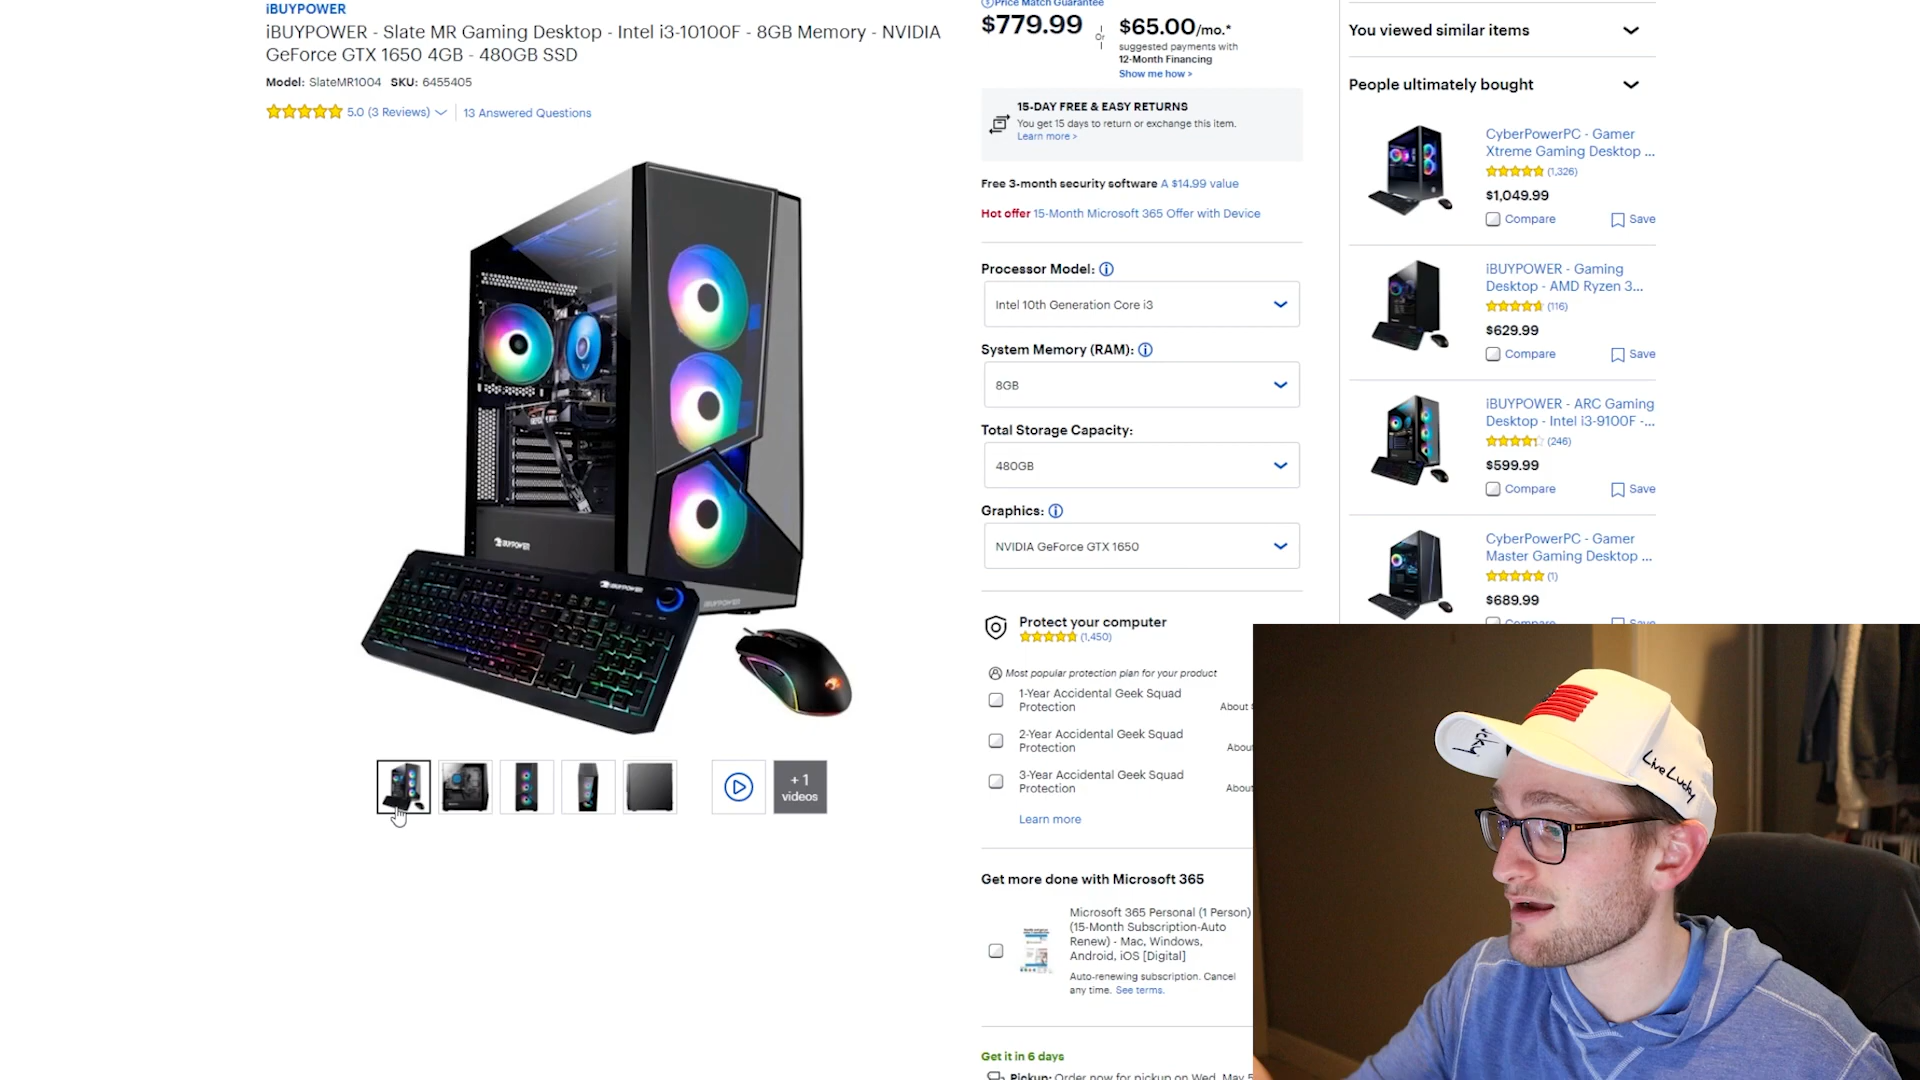 iBUYPOWER
iBUYPOWER - Slate MR Gaming Desktop - Intel i3-10100F - 8GB Memory - NVIDIA
GeForce GTX 1650 4GB - 480GB SSD
Model: SlateMR1004 SKU: 6455405
5.0 (3 Reviews) 13 Answered Questions
iBUYPOWER
iBUYPOWER
iBUYPOWER
+ 1
videos
Price Match Guarantee
$779.99
Or
$65.00/mo.*
suggested payments with
12-Month Financing
Show me how >
15-DAY FREE & EASY RETURNS
You get 15 days to return or exchange this item.
Learn more >
Free 3-month security software A $14.99 value
Hot offer 15-Month Microsoft 365 Offer with Device
Processor Model:
Intel 10th Generation Core i3
System Memory (RAM):
8GB
Total Storage Capacity:
480GB
Graphics:
NVIDIA GeForce GTX 1650
Protect your computer
(1,450)
Most popular protection plan for your product
1-Year Accidental Geek Squad
Protection
About
2-Year Accidental Geek Squad
Protection
About
3-Year Accidental Geek Squad
Protection
About
Learn more
Get more done with Microsoft 365
Microsoft 365 Personal (1 Person)
(15-Month Subscription-Auto
Renew) - Mac, Windows,
Android, iOS [Digital]
Auto-renewing subscription. Cancel
any time. See terms.
Get it in 6 days
Pickup: Order now for pickup on Wed, May 5
You viewed similar items
People ultimately bought
CyberPowerPC - Gamer
Xtreme Gaming Desktop ...
(1,326)
$1,049.99
Compare Save
iBUYPOWER - Gaming
Desktop - AMD Ryzen 3...
(116)
$629.99
Compare Save
iBUYPOWER - ARC Gaming
Desktop - Intel i3-9100F -...
(246)
$599.99
Compare Save
CyberPowerPC - Gamer
Master Gaming Desktop ...
(1)
$689.99
Compare Save
Live Lucky